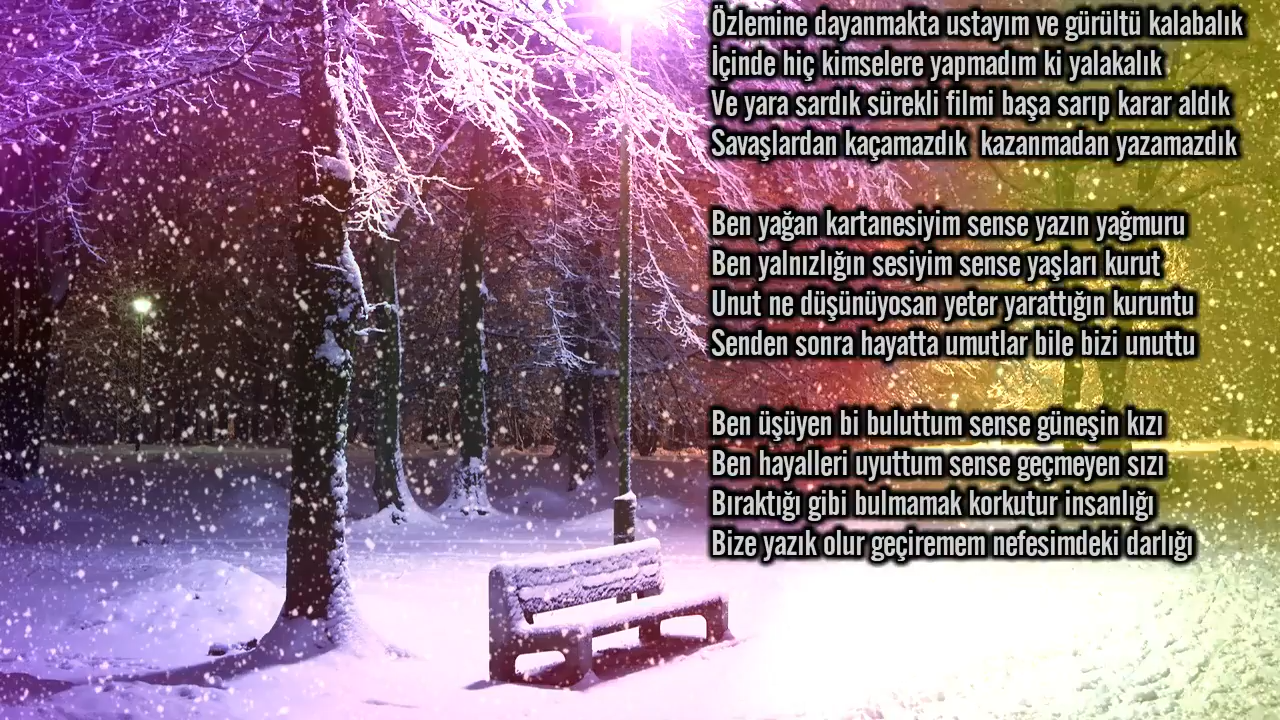 Özlemine dayanmakta ustayım ve gürültü kalabalık
İçinde hiç kimselere yapmadım ki yalakalık
Ve yara sardık sürekli filmi başa sarıp karar aldık
Savaşlardan kaçamazdık kazanmadan yazamazdık
Ben yağan kartanesiyim sense yazın yağmuru
Ben yalnızlığın sesiyim sense yaşları kurut
Unut ne düşünüyosan yeter yarattığın kuruntu
Senden sonra hayatta umutlar bile bizi unuttu
Ben üşüyen bi buluttum sense güneşin kızı
Ben hayalleri uyuttum sense geçmeyen sızı
Bıraktığı gibi bulmamak korkutur insanlığı
Bize yazık olur geçiremem nefesimdeki darlığı